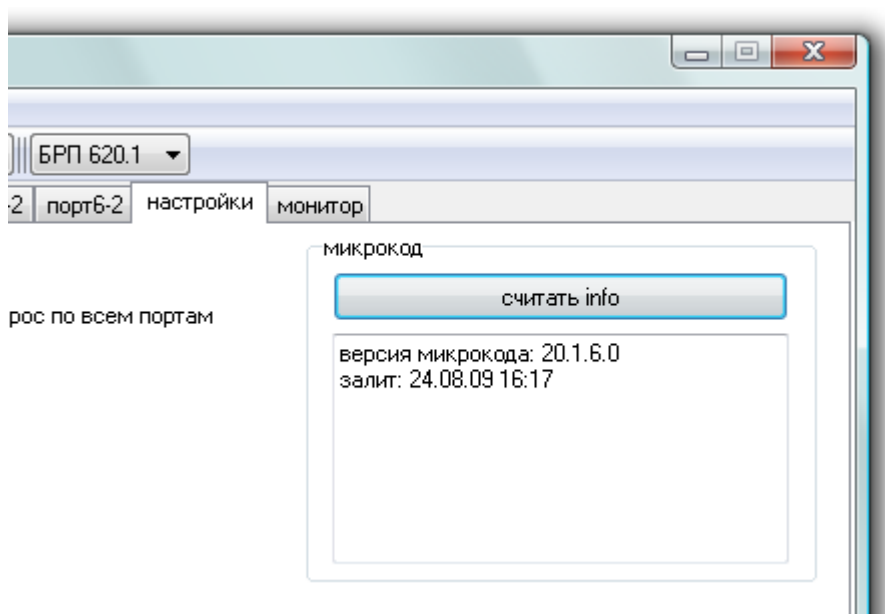 БРП 620.1
-2 порт6-2 настройки монитор
микрокод
считать info
рос по всем портам
версия микрокода: 20.1.6.0
залит: 24.08.09 16:17